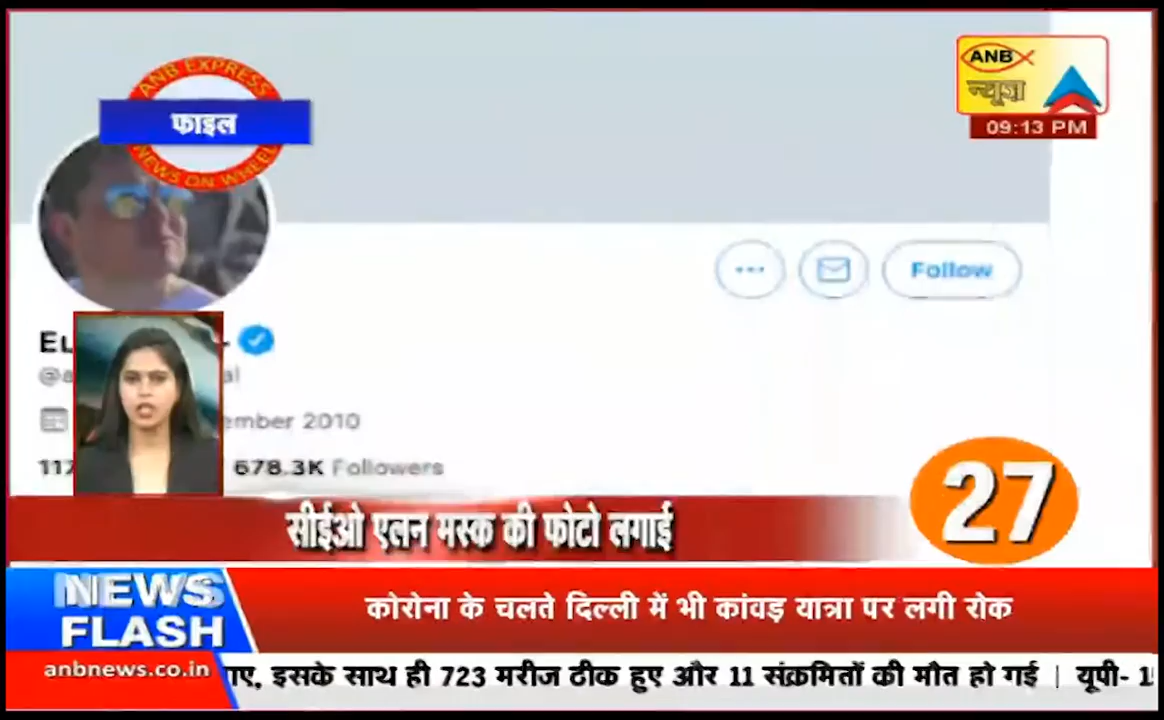 ANB EXPRESS
फाइल
NEWS ON WHEEL
ANB
न्यूज़
09:13 PM
Follow
ember 2010
678.3K Followers
सीईओ एलन मस्क की फोटो लगाई
27
NEWS
FLASH
कोरोना के चलते दिल्ली में भी कांवड़ यात्रा पर लगी रोक
anbnews.co.in
इसके साथ ही 723 मरीज ठीक हुए और 11 संक्रमितों की मौत हो गई | यूपी-